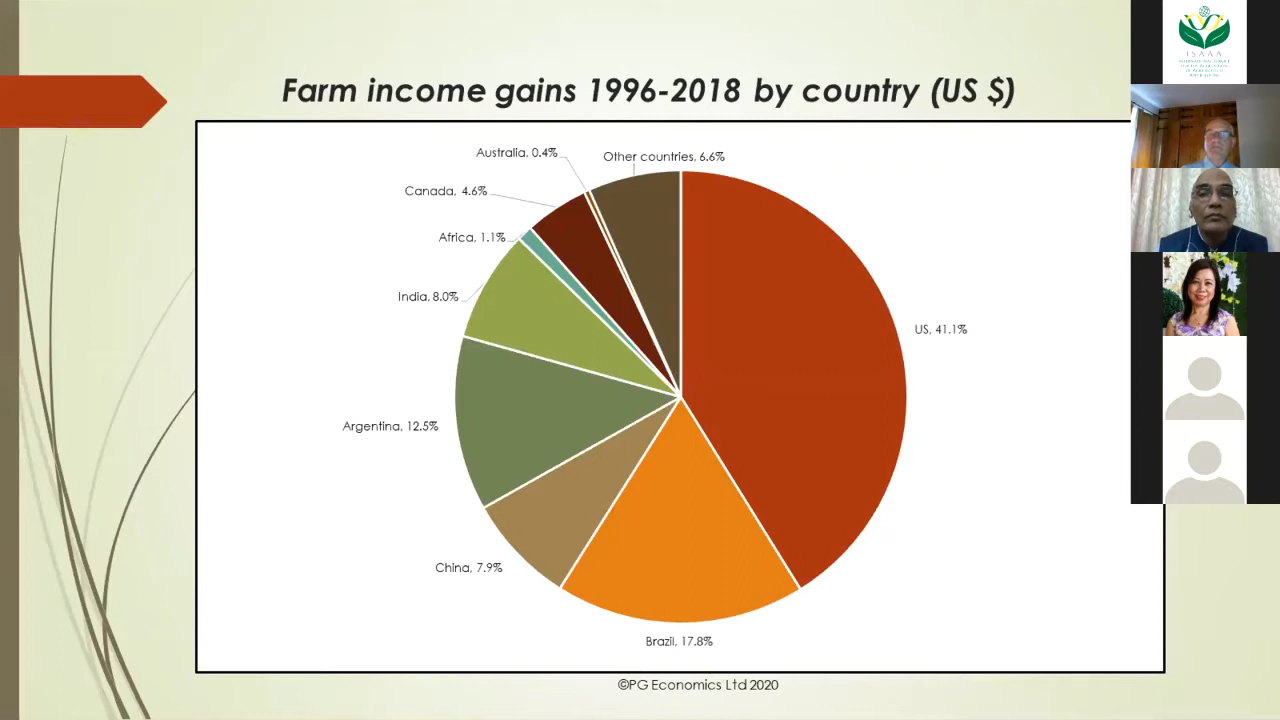 Farm income gains 1996-2018 by country (US $)
Australia, 0.4%
Other countries, 6.6%
Canada, 4.6%
Africa, 1.1%
India, 8.0%
US, 41.1%
Argentina, 12.5%
China, 7.9%
Brazil, 17.8%
©PG Economics Ltd 2020
ISAAA